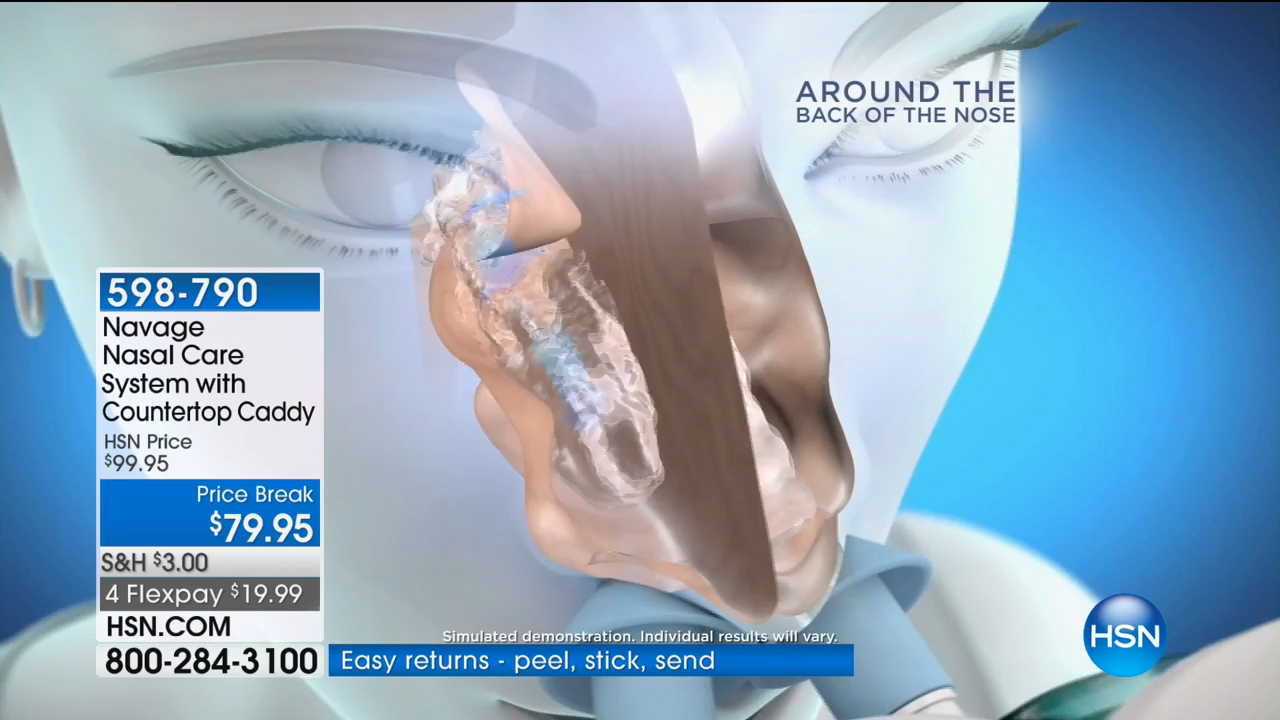 AROUND THE
BACK OF THE NOSE
598-790
Navage
Nasal Care
System with
Countertop Caddy
HSN Price
$99.95
Price Break
$79.95
S&H $3.00
4 Flexpay $19.99
HSN.COM
800-284-3100
Simulated demonstration. Individual results will vary.
Easy returns - peel, stick, send
HSN